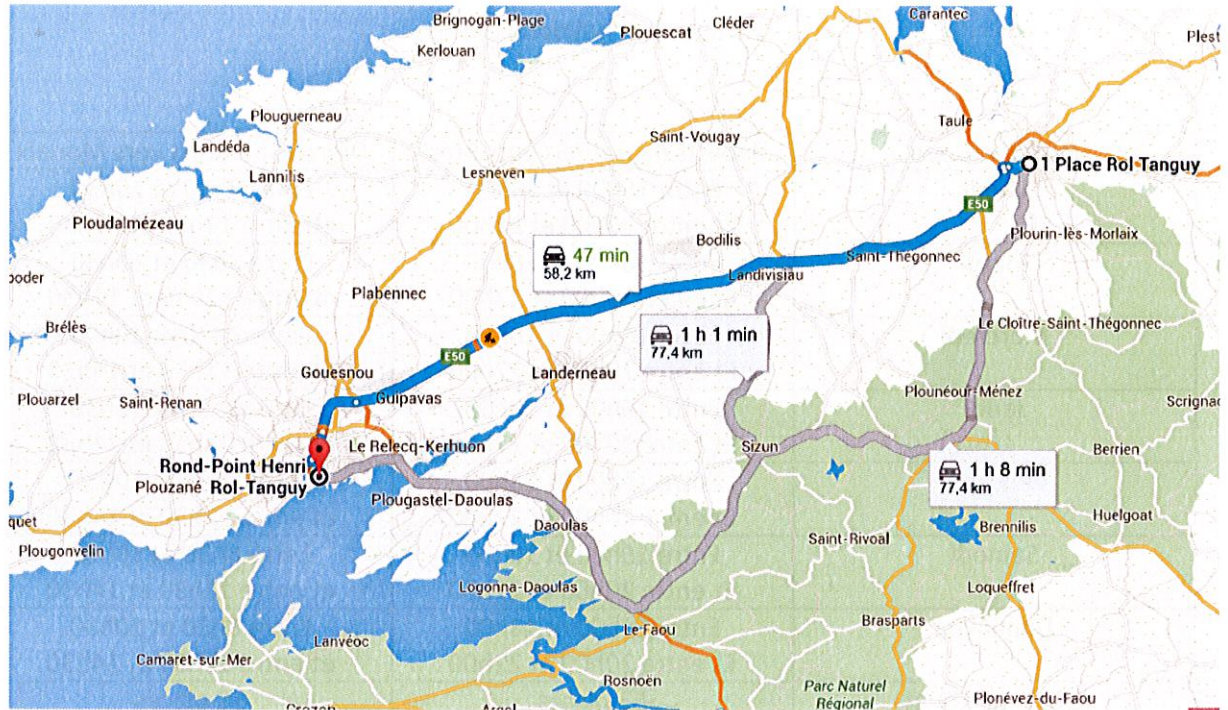 Brignogan-Plage
Cléder
Carantec
Plouescat
Kerlouan
Plest
Plouguerneau
Taule
Saint-Vougay
Landéda
Lesneven
1 Place Rol Tanguy
Lannilis
E50
Ploudalmézeau
Plourin-lès-Morlaix
Bodilis
47 min
58,2 km
Saint-Thégonnec
Landivisiau
oder
Plabennec
Brélès
1 h 1 min
77,4 km
Le Cloître-Saint-Thégonnec
E50
Gouesnou
Landerneau
Plounéour-Ménez
Plouarzel
Saint-Renan
Guipavas
Scrignac
Le Relecq-Kerhuon
Sizun
Berrien
Rond-Point Henri
Rol-Tanguy
Plouzané
1 h 8 min
77,4 km
Plougastel-Daoulas
Huelgoat
quet
Daoulas
Brennilis
Plougonvelin
Saint-Rivoal
Logonna-Daoulas
Loqueffret
Le Faou
Brasparts
Lanvéoc
Camaret-sur-Mer
Rosnoën
Parc Naturel
Régional
Plonévez-du-Faou
Crozon
Argol